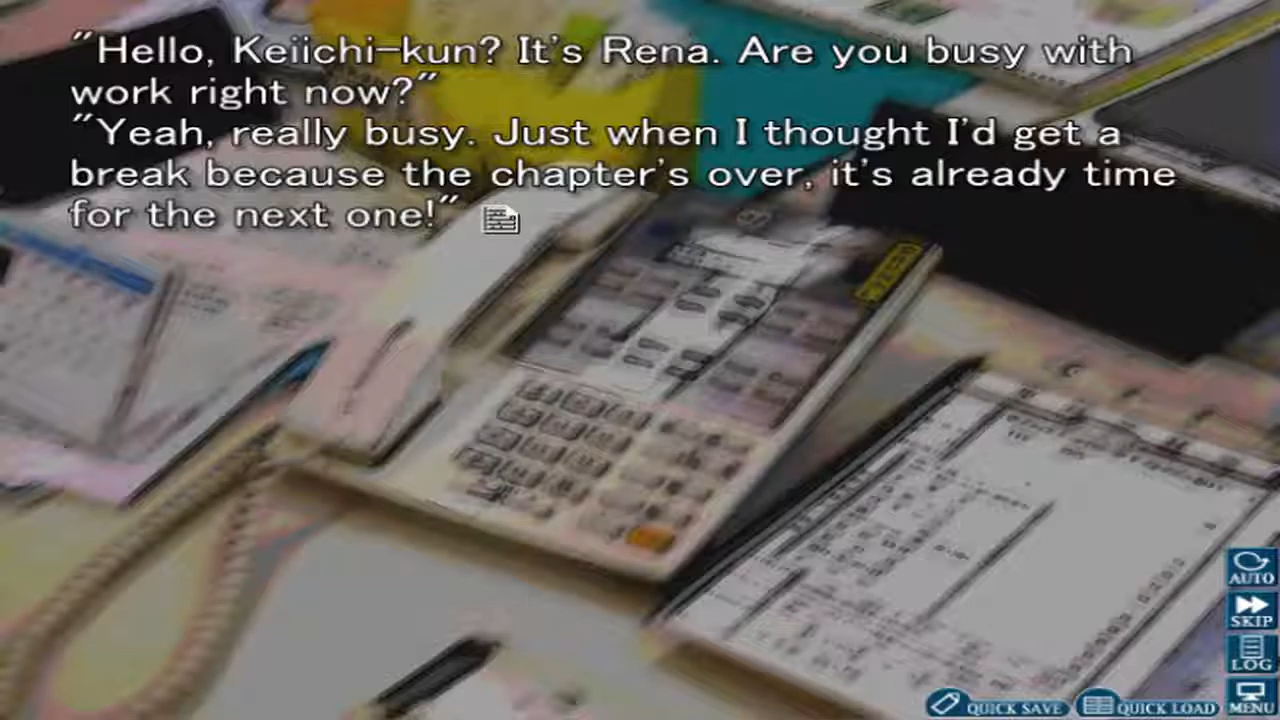 "Hello, Keiichi-kun? It's Rena. Are you busy with
work right now?"
"Yeah, really busy. Just when I thought I'd get a
break because the chapter's over, it's already time
for the next one!"
AUTO
SKIP
LOG
MENU
QUICK SAVE
QUICK LOAD